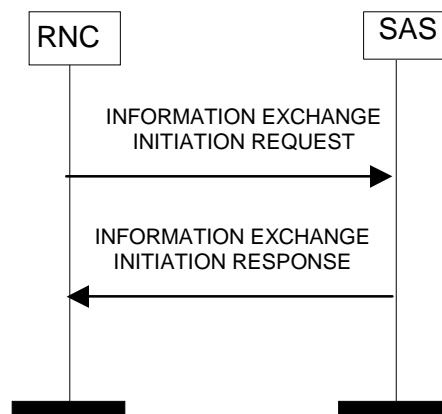 RNC
SAS
INFORMATION EXCHANGE
INITIATION REQUEST
INFORMATION EXCHANGE
INITIATION RESPONSE